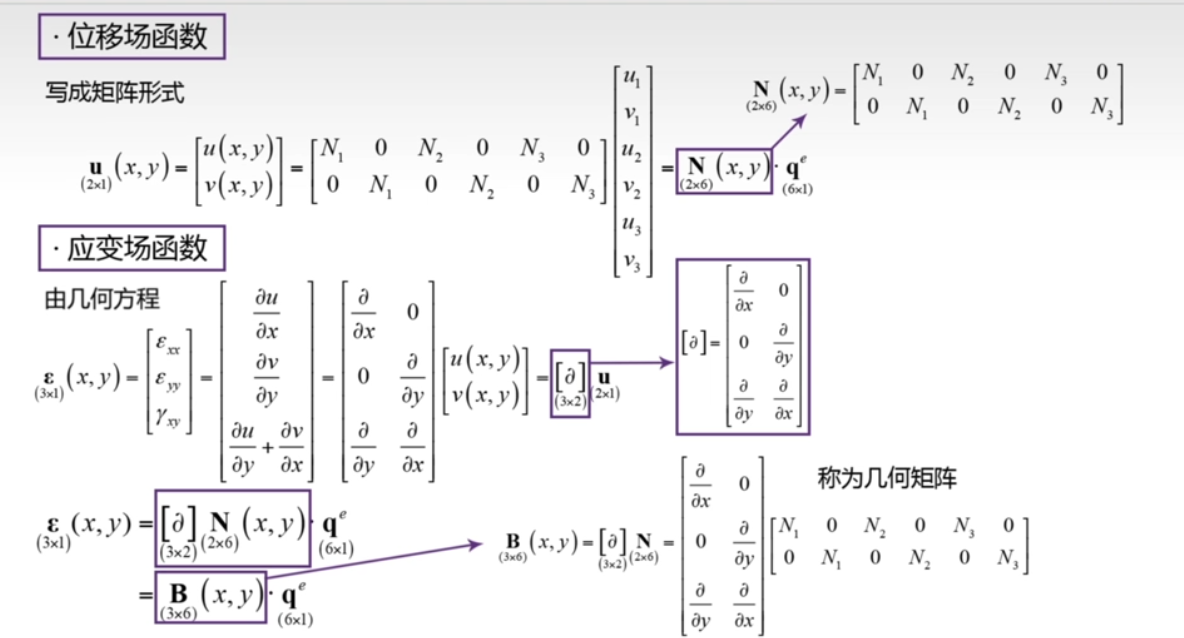 · 位移场函数
写成矩阵形式
$\underset{(2\times1)}{\mathbf{u}}(x,y)=\begin{bmatrix}u(x,y)\\v(x,y)\end{bmatrix}=\begin{bmatrix}N_1&0&N_2&0&N_3&0\\0&N_1&0&N_2&0&N_3\end{bmatrix}\begin{bmatrix}u_1\\v_1\\u_2\\v_2\\u_3\\v_3\end{bmatrix}=\underset{(2\times6)}{\mathbf{N}}(x,y)\cdot\underset{(6\times1)}{\mathbf{q}^e}$
$\underset{(2\times6)}{\mathbf{N}}(x,y)=\begin{bmatrix}N_1&0&N_2&0&N_3&0\\0&N_1&0&N_2&0&N_3\end{bmatrix}$
· 应变场函数
由几何方程
$\underset{(3\times1)}{\boldsymbol{\varepsilon}}(x,y)=\begin{bmatrix}\varepsilon_{xx}\\\varepsilon_{yy}\\\gamma_{xy}\end{bmatrix}=\begin{bmatrix}\frac{\partial u}{\partial x}\\\frac{\partial v}{\partial y}\\\frac{\partial u}{\partial y}+\frac{\partial v}{\partial x}\end{bmatrix}=\begin{bmatrix}\frac{\partial}{\partial x}&0\\0&\frac{\partial}{\partial y}\\\frac{\partial}{\partial y}&\frac{\partial}{\partial x}\end{bmatrix}\begin{bmatrix}u(x,y)\\v(x,y)\end{bmatrix}=\underset{(3\times2)}{[\partial]}\underset{(2\times1)}{\mathbf{u}}$
$[\partial]=\begin{bmatrix}\frac{\partial}{\partial x}&0\\0&\frac{\partial}{\partial y}\\\frac{\partial}{\partial y}&\frac{\partial}{\partial x}\end{bmatrix}$
$\underset{(3\times1)}{\boldsymbol{\varepsilon}}(x,y)=\underset{(3\times2)}{[\partial]}\underset{(2\times6)}{\mathbf{N}}(x,y)\cdot\underset{(6\times1)}{\mathbf{q}^e}$
$=\underset{(3\times6)}{\mathbf{B}}(x,y)\cdot\underset{(6\times1)}{\mathbf{q}^e}$
称为几何矩阵
$\underset{(3\times6)}{\mathbf{B}}(x,y)=\underset{(3\times2)}{[\partial]}\underset{(2\times6)}{\mathbf{N}}=\begin{bmatrix}\frac{\partial}{\partial x}&0\\0&\frac{\partial}{\partial y}\\\frac{\partial}{\partial y}&\frac{\partial}{\partial x}\end{bmatrix}\begin{bmatrix}N_1&0&N_2&0&N_3&0\\0&N_1&0&N_2&0&N_3\end{bmatrix}$